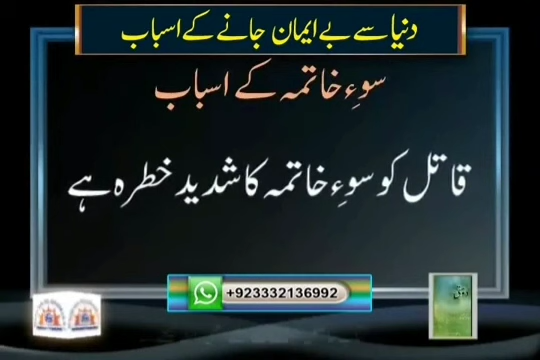 دنیا سے بے ایمان جانے کے اسباب
سوءِ خاتمہ کے اسباب
قاتل کو سوءِ خاتمہ کا شدید خطرہ ہے
+923332136992